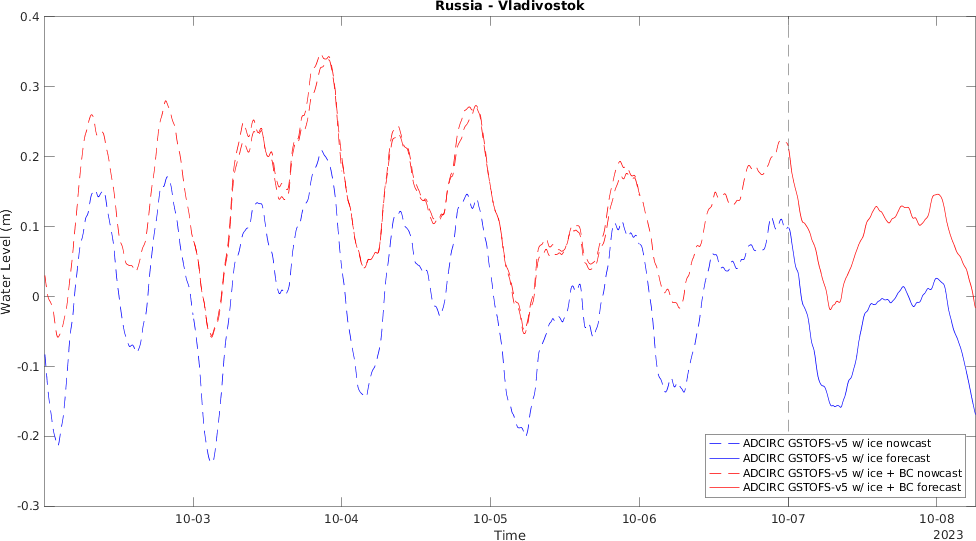 Russia - Vladivostok
0.4
0.3
0.2
0.1
0
-0.1
-0.2
-0.3
Water Level (m)
10-03
10-04
10-05
10-06
10-07
10-08
Time
2023
ADCIRC GSTOFS-v5 w/ ice nowcast
ADCIRC GSTOFS-v5 w/ ice forecast
ADCIRC GSTOFS-v5 w/ ice + BC nowcast
ADCIRC GSTOFS-v5 w/ ice + BC forecast